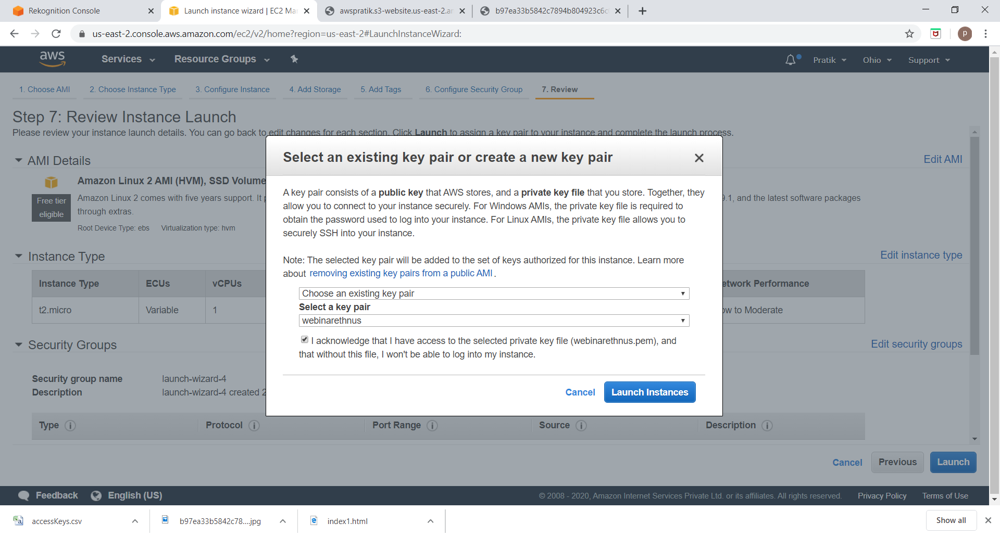 Rekognition Console
Launch instance wizard | EC2 Ma
awspratik.s3-website.us-east-2.a
b97ea33b5842c7894b804923c6c
us-east-2.console.aws.amazon.com/ec2/v2/home?region=us-east-2#LaunchInstanceWizard:
P
aws
Services
Resource Groups
Pratik
Ohio
Support
1. Choose AMI
2. Choose Instance Type
3. Configure Instance
4. Add Storage
5. Add Tags
6. Configure Security Group
7. Review
Step 7: Review Instance Launch
Please review your instance launch details. You can go back to edit changes for each section. Click Launch to assign a key pair to your instance and complete the launch process.
AMI Details
Edit AMI
Amazon Linux 2 AMI (HVM), SSD Volume
Free tier
eligible
Amazon Linux 2 comes with five years support. It
9.1, and the latest software packages
through extras.
Root Device Type: ebs Virtualization type: hvm
Instance Type
Edit instance type
Instance Type
ECUs
vCPUs
etwork Performance
t2.micro
Variable
1
ow to Moderate
Security Groups
Edit security groups
Security group name
launch-wizard-4
Description
launch-wizard-4 created 2
Type
Protocol
Port Range
Source
Description
Select an existing key pair or create a new key pair
A key pair consists of a public key that AWS stores, and a private key file that you store. Together, they
allow you to connect to your instance securely. For Windows AMIs, the private key file is required to
obtain the password used to log into your instance. For Linux AMIs, the private key file allows you to
securely SSH into your instance.
Note: The selected key pair will be added to the set of keys authorized for this instance. Learn more
about removing existing key pairs from a public AMI.
Choose an existing key pair
Select a key pair
webinarethnus
I acknowledge that I have access to the selected private key file (webinarethnus.pem), and
that without this file, I won't be able to log into my instance.
Cancel
Launch Instances
Cancel
Previous
Launch
Feedback
English (US)
© 2008 - 2020, Amazon Internet Services Private Ltd. or its affiliates. All rights reserved.
Privacy Policy
Terms of Use
accessKeys.csv
b97ea33b5842c78....jpg
index1.html
Show all